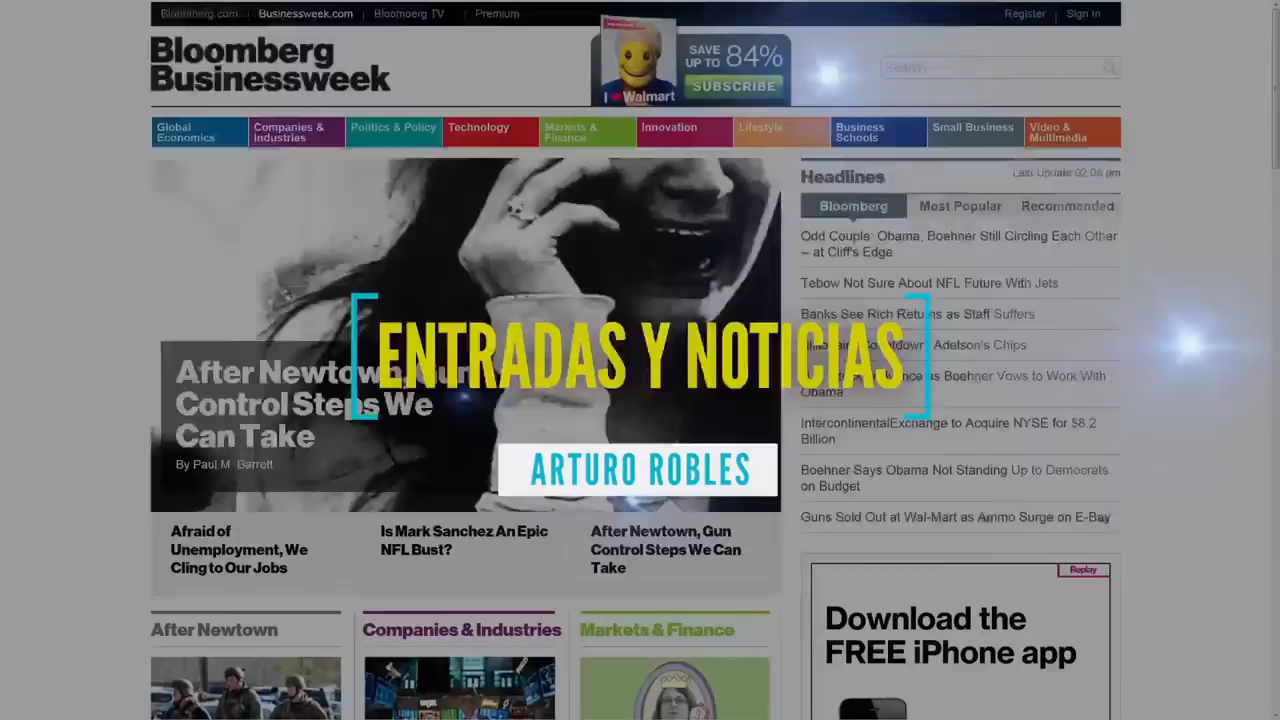 Bloomberg.com
Businessweek.com
Bloomberg TV
Premium
Register
Sign In
Bloomberg
Businessweek
I Walmart
SAVE
UP TO 84%
SUBSCRIBE
Search
Global
Economics
Companies &
Industries
Politics & Policy
Technology
Markets &
Finance
Innovation
Lifestyle
Business
Schools
Small Business
Video &
Multimedia
Headlines
Last Update 02:08 pm
Bloomberg
Most Popular
Recommended
Odd Couple: Obama, Boehner Still Circling Each Other
– at Cliff's Edge
Tebow Not Sure About NFL Future With Jets
Banks See Rich Returns as Staff Suffers
Countdown Adelson's Chips
as Boehner Vows to Work With
Obama
IntercontinentalExchange to Acquire NYSE for $8.2
Billion
Boehner Says Obama Not Standing Up to Democrats
on Budget
Guns Sold Out at Wal-Mart as Ammo Surge on E-Bay
ENTRADAS Y NOTICIAS
ARTURO ROBLES
After Newtown, Gun
Control Steps We
Can Take
By Paul M. Barrett
Afraid of
Unemployment, We
Cling to Our Jobs
Is Mark Sanchez An Epic
NFL Bust?
After Newtown, Gun
Control Steps We Can
Take
After Newtown
Companies & Industries
Markets & Finance
Replay
Download the
FREE iPhone app